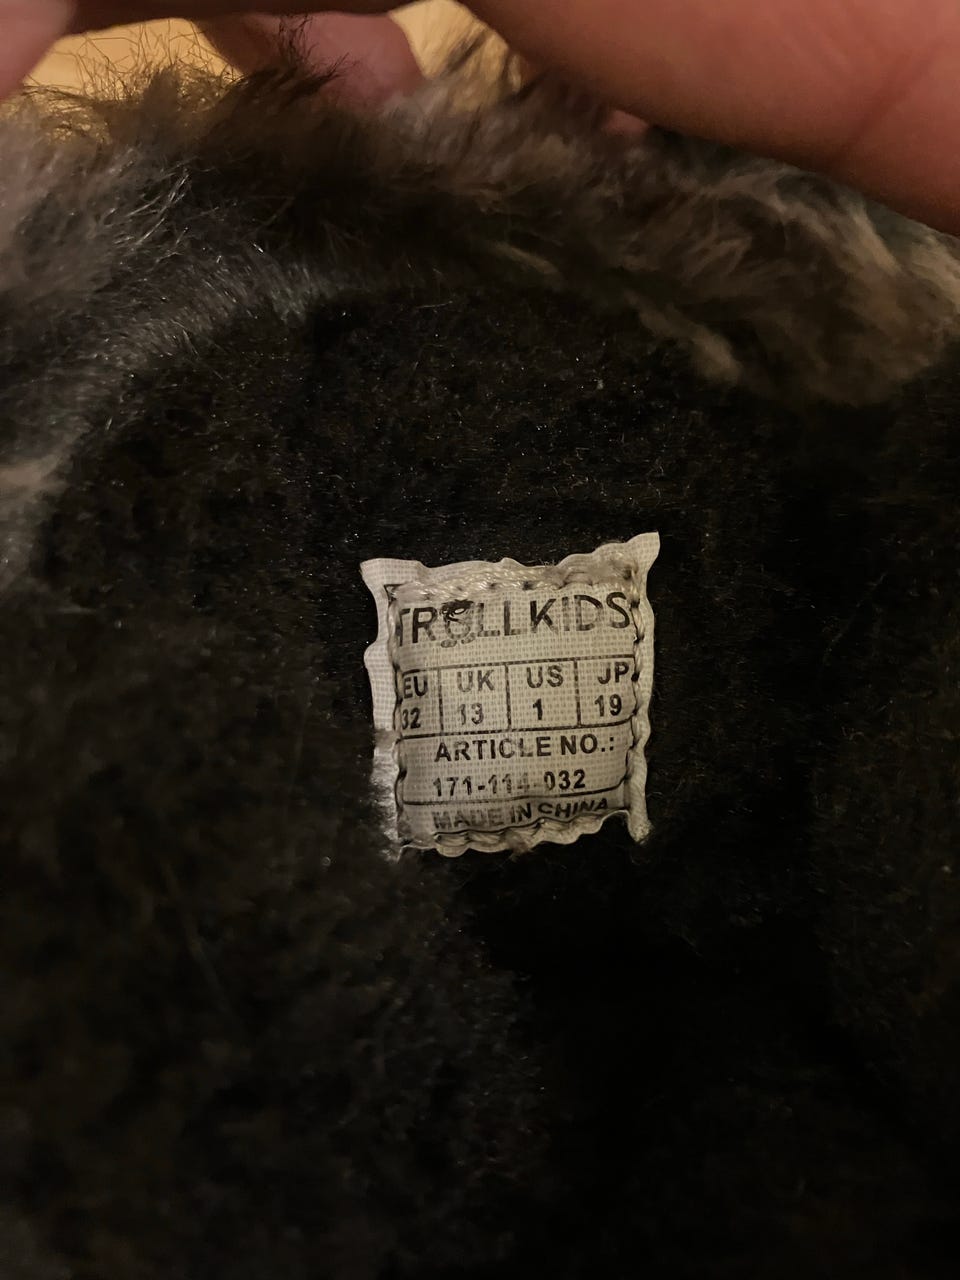 TROLLKIDS
EU UK US JP
32 13 1 19
ARTICLE NO.:
171-114-032
MADE IN CHINA